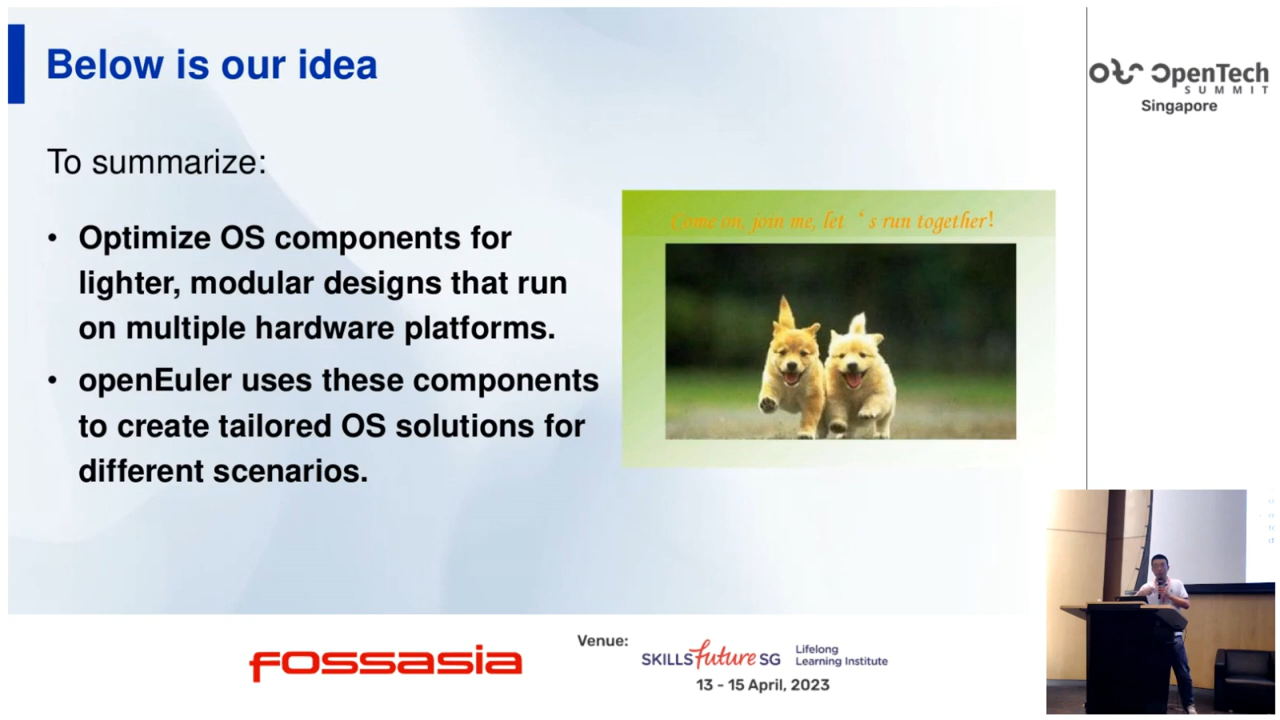 Below is our idea
To summarize:
• Optimize OS components for
lighter, modular designs that run
on multiple hardware platforms.
• openEuler uses these components
to create tailored OS solutions for
different scenarios.
Come on, join me, let ‘s run together!
OpenTech
SUMMIT
Singapore
fossasia
Venue:
SKILLSfuture SG
Lifelong
Learning Institute
13 - 15 April, 2023